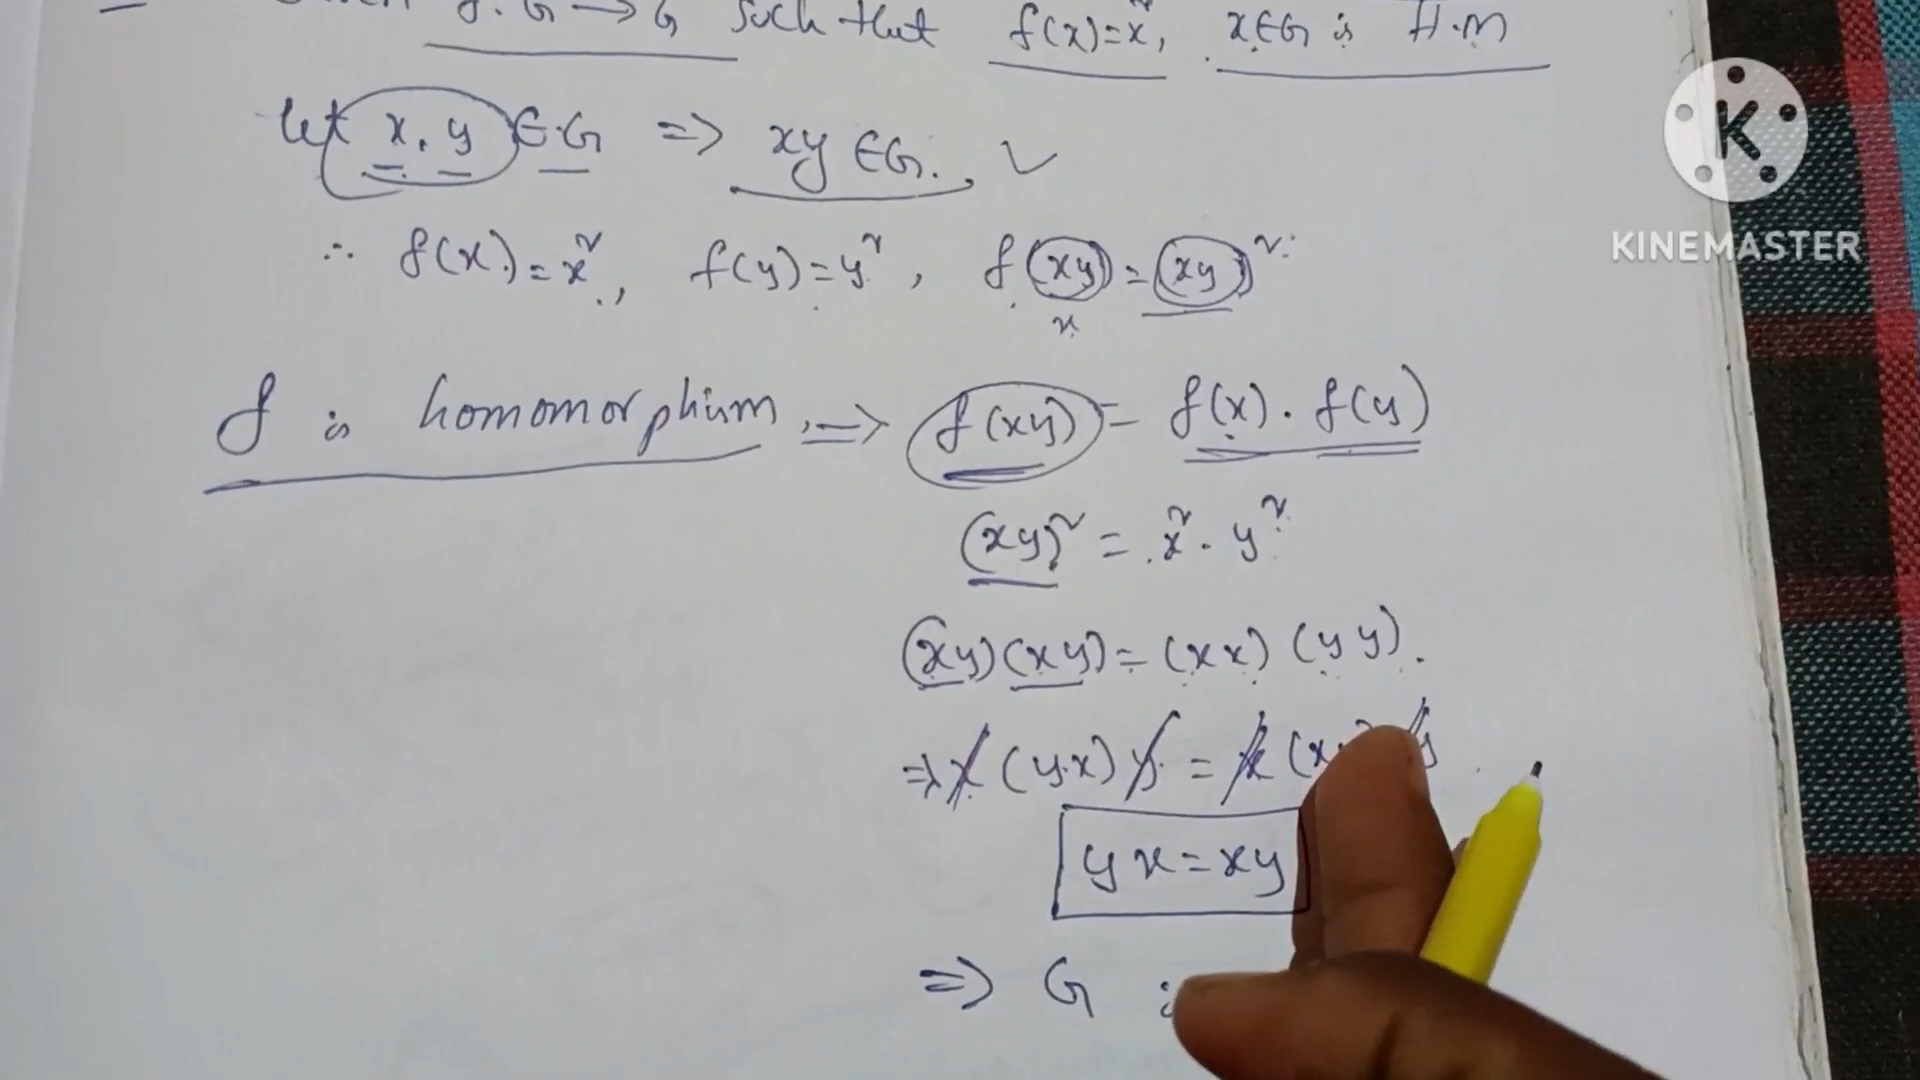 f: G → G such that f(x)=x², x∈G is H.M
let x, y ∈ G => xy ∈ G.
∴ f(x)=x², f(y)=y², f(xy)=(xy)²
x
f is homomorphism => f(xy) = f(x). f(y)
(xy)² = x². y²
(xy)(xy)=(xx)(yy).
=> x(y.x)y = x(x
yx=xy
=> G
K
KINEMASTER